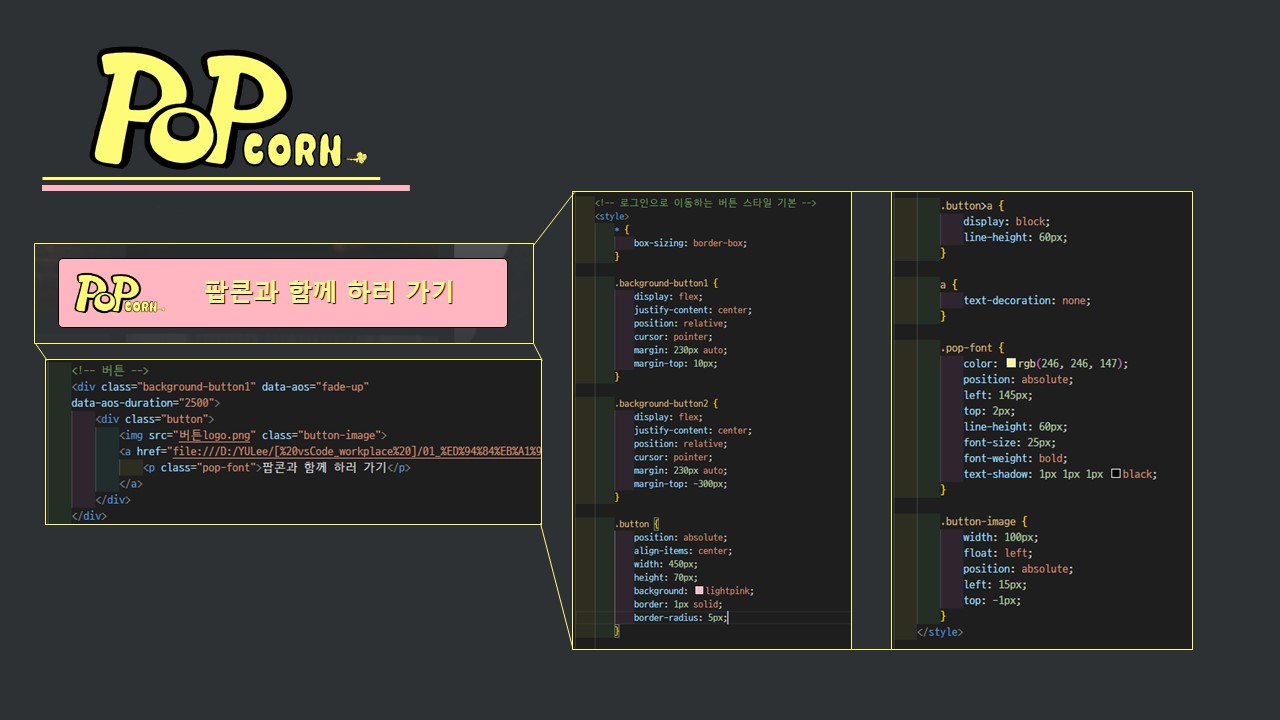 POP
CORN
POP
CORN
팝콘과 함께 하러 가기
<!-- 버튼 -->
<div class="background-button1" data-aos="fade-up"
data-aos-duration="2500">
<div class="button">
<img src="버튼logo.png" class="button-image">
<a href="file:///D:/YULee/[%20vsCode_workplace%20]/01_%ED%94%84%EB%A1%9
<p class="pop-font">팝콘과 함께 하러 가기</p>
</a>
</div>
</div>
<!-- 로그인으로 이동하는 버튼 스타일 기본 -->
<style>
* {
box-sizing: border-box;
}
.background-button1 {
display: flex;
justify-content: center;
position: relative;
cursor: pointer;
margin: 230px auto;
margin-top: 10px;
}
.background-button2 {
display: flex;
justify-content: center;
position: relative;
cursor: pointer;
margin: 230px auto;
margin-top: -300px;
}
.button {
position: absolute;
align-items: center;
width: 450px;
height: 70px;
background: lightpink;
border: 1px solid;
border-radius: 5px;
}
.button>a {
display: block;
line-height: 60px;
}
a {
text-decoration: none;
}
.pop-font {
color: rgb(246, 246, 147);
position: absolute;
left: 145px;
top: 2px;
line-height: 60px;
font-size: 25px;
font-weight: bold;
text-shadow: 1px 1px 1px black;
}
.button-image {
width: 100px;
float: left;
position: absolute;
left: 15px;
top: -1px;
}
</style>